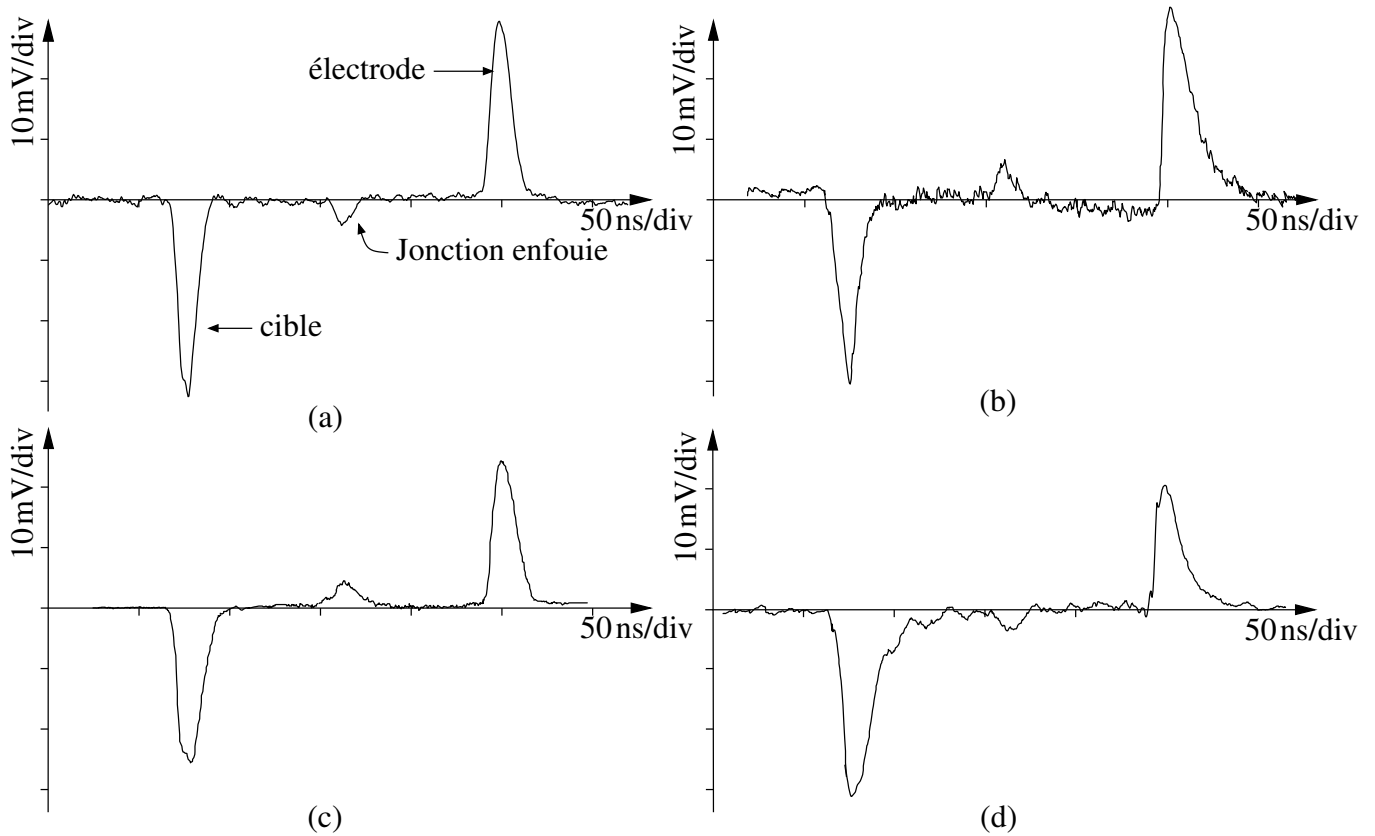 10 mV/div
électrode
50 ns/div
Jonction enfouie
cible
(a)
10 mV/div
50 ns/div
(b)
10 mV/div
50 ns/div
(c)
10 mV/div
50 ns/div
(d)